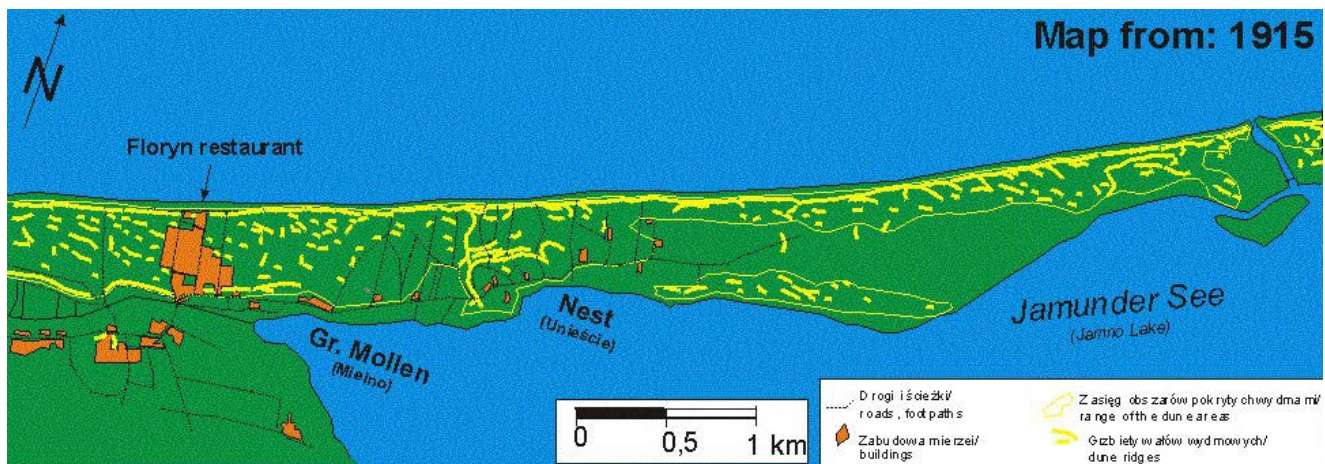 Map from: 1915
N
Floryn restaurant
Gr. Mollen
(Mielno)
Nest
(Unieście)
Jamunder See
(Jamno Lake)
0 0,5 1 km
Drogi i ścieżki/
roads, footpaths
Zabudowa mierzei/
buildings
Zasięg obszarów pokrytych wydmami/
range of the dune areas
Grzbiety wałów wydmowych/
dune ridges